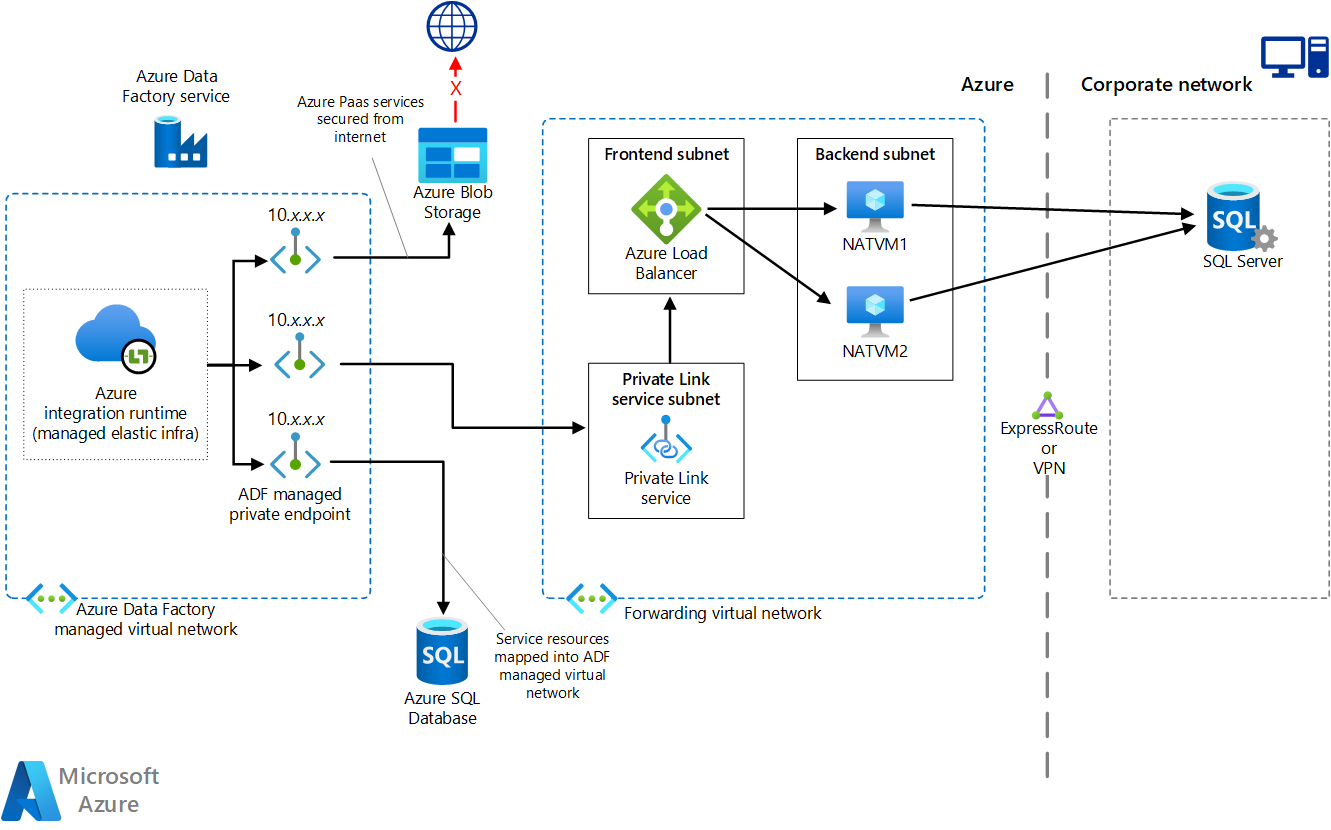 Azure Data
Factory service
Azure Paas services
secured from
internet
X
Azure Blob
Storage
Azure
Corporate network
10.x.x.x
10.x.x.x
10.x.x.x
Azure
integration runtime
(managed elastic infra)
ADF managed
private endpoint
Azure Data Factory
managed virtual network
Frontend subnet
Azure Load
Balancer
Backend subnet
NATVM1
NATVM2
Private Link
service subnet
Private Link
service
Forwarding virtual network
ExpressRoute
or
VPN
SQL
SQL Server
Service resources
mapped into ADF
managed virtual
network
SQL
Azure SQL
Database
Microsoft
Azure